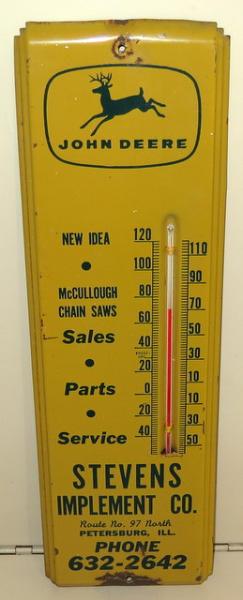 JOHN DEERE
NEW IDEA
McCULLOUGH
CHAIN SAWS
Sales
Parts
Service
120
100
80
60
40
20
0
20
40
110
90
70
50
30
10
10
30
50
STEVENS
IMPLEMENT CO.
Route No. 97 North
PETERSBURG, ILL.
PHONE
632-2642